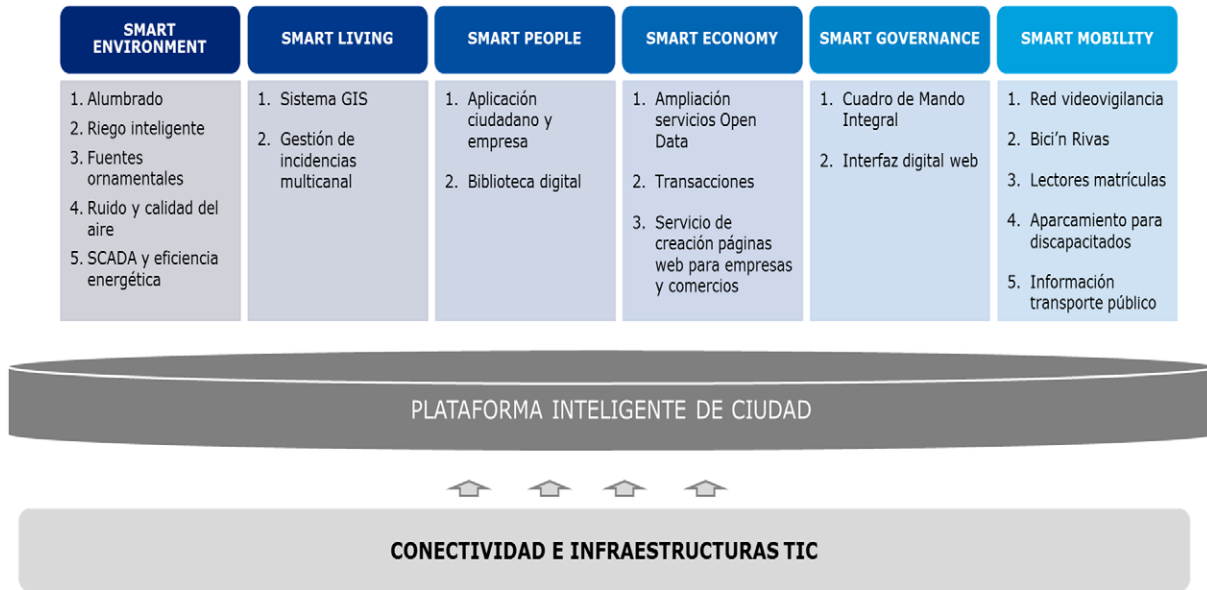 SMART
ENVIRONMENT
1. Alumbrado
2. Riego inteligente
3. Fuentes
ornamentales
4. Ruido y calidad del
aire
5. SCADA y eficiencia
energética
SMART LIVING
1. Sistema GIS
2. Gestión de
incidencias
multicanal
SMART PEOPLE
1. Aplicación
ciudadano y
empresa
2. Biblioteca digital
SMART ECONOMY
1. Ampliación
servicios Open
Data
2. Transacciones
3. Servicio de
creación páginas
web para empresas
y comercios
SMART GOVERNANCE
1. Cuadro de Mando
Integral
2. Interfaz digital web
SMART MOBILITY
1. Red videovigilancia
2. Bici’n Rivas
3. Lectores matrículas
4. Aparcamiento para
discapacitados
5. Información
transporte público
PLATAFORMA INTELIGENTE DE CIUDAD
CONECTIVIDAD E INFRAESTRUCTURAS TIC